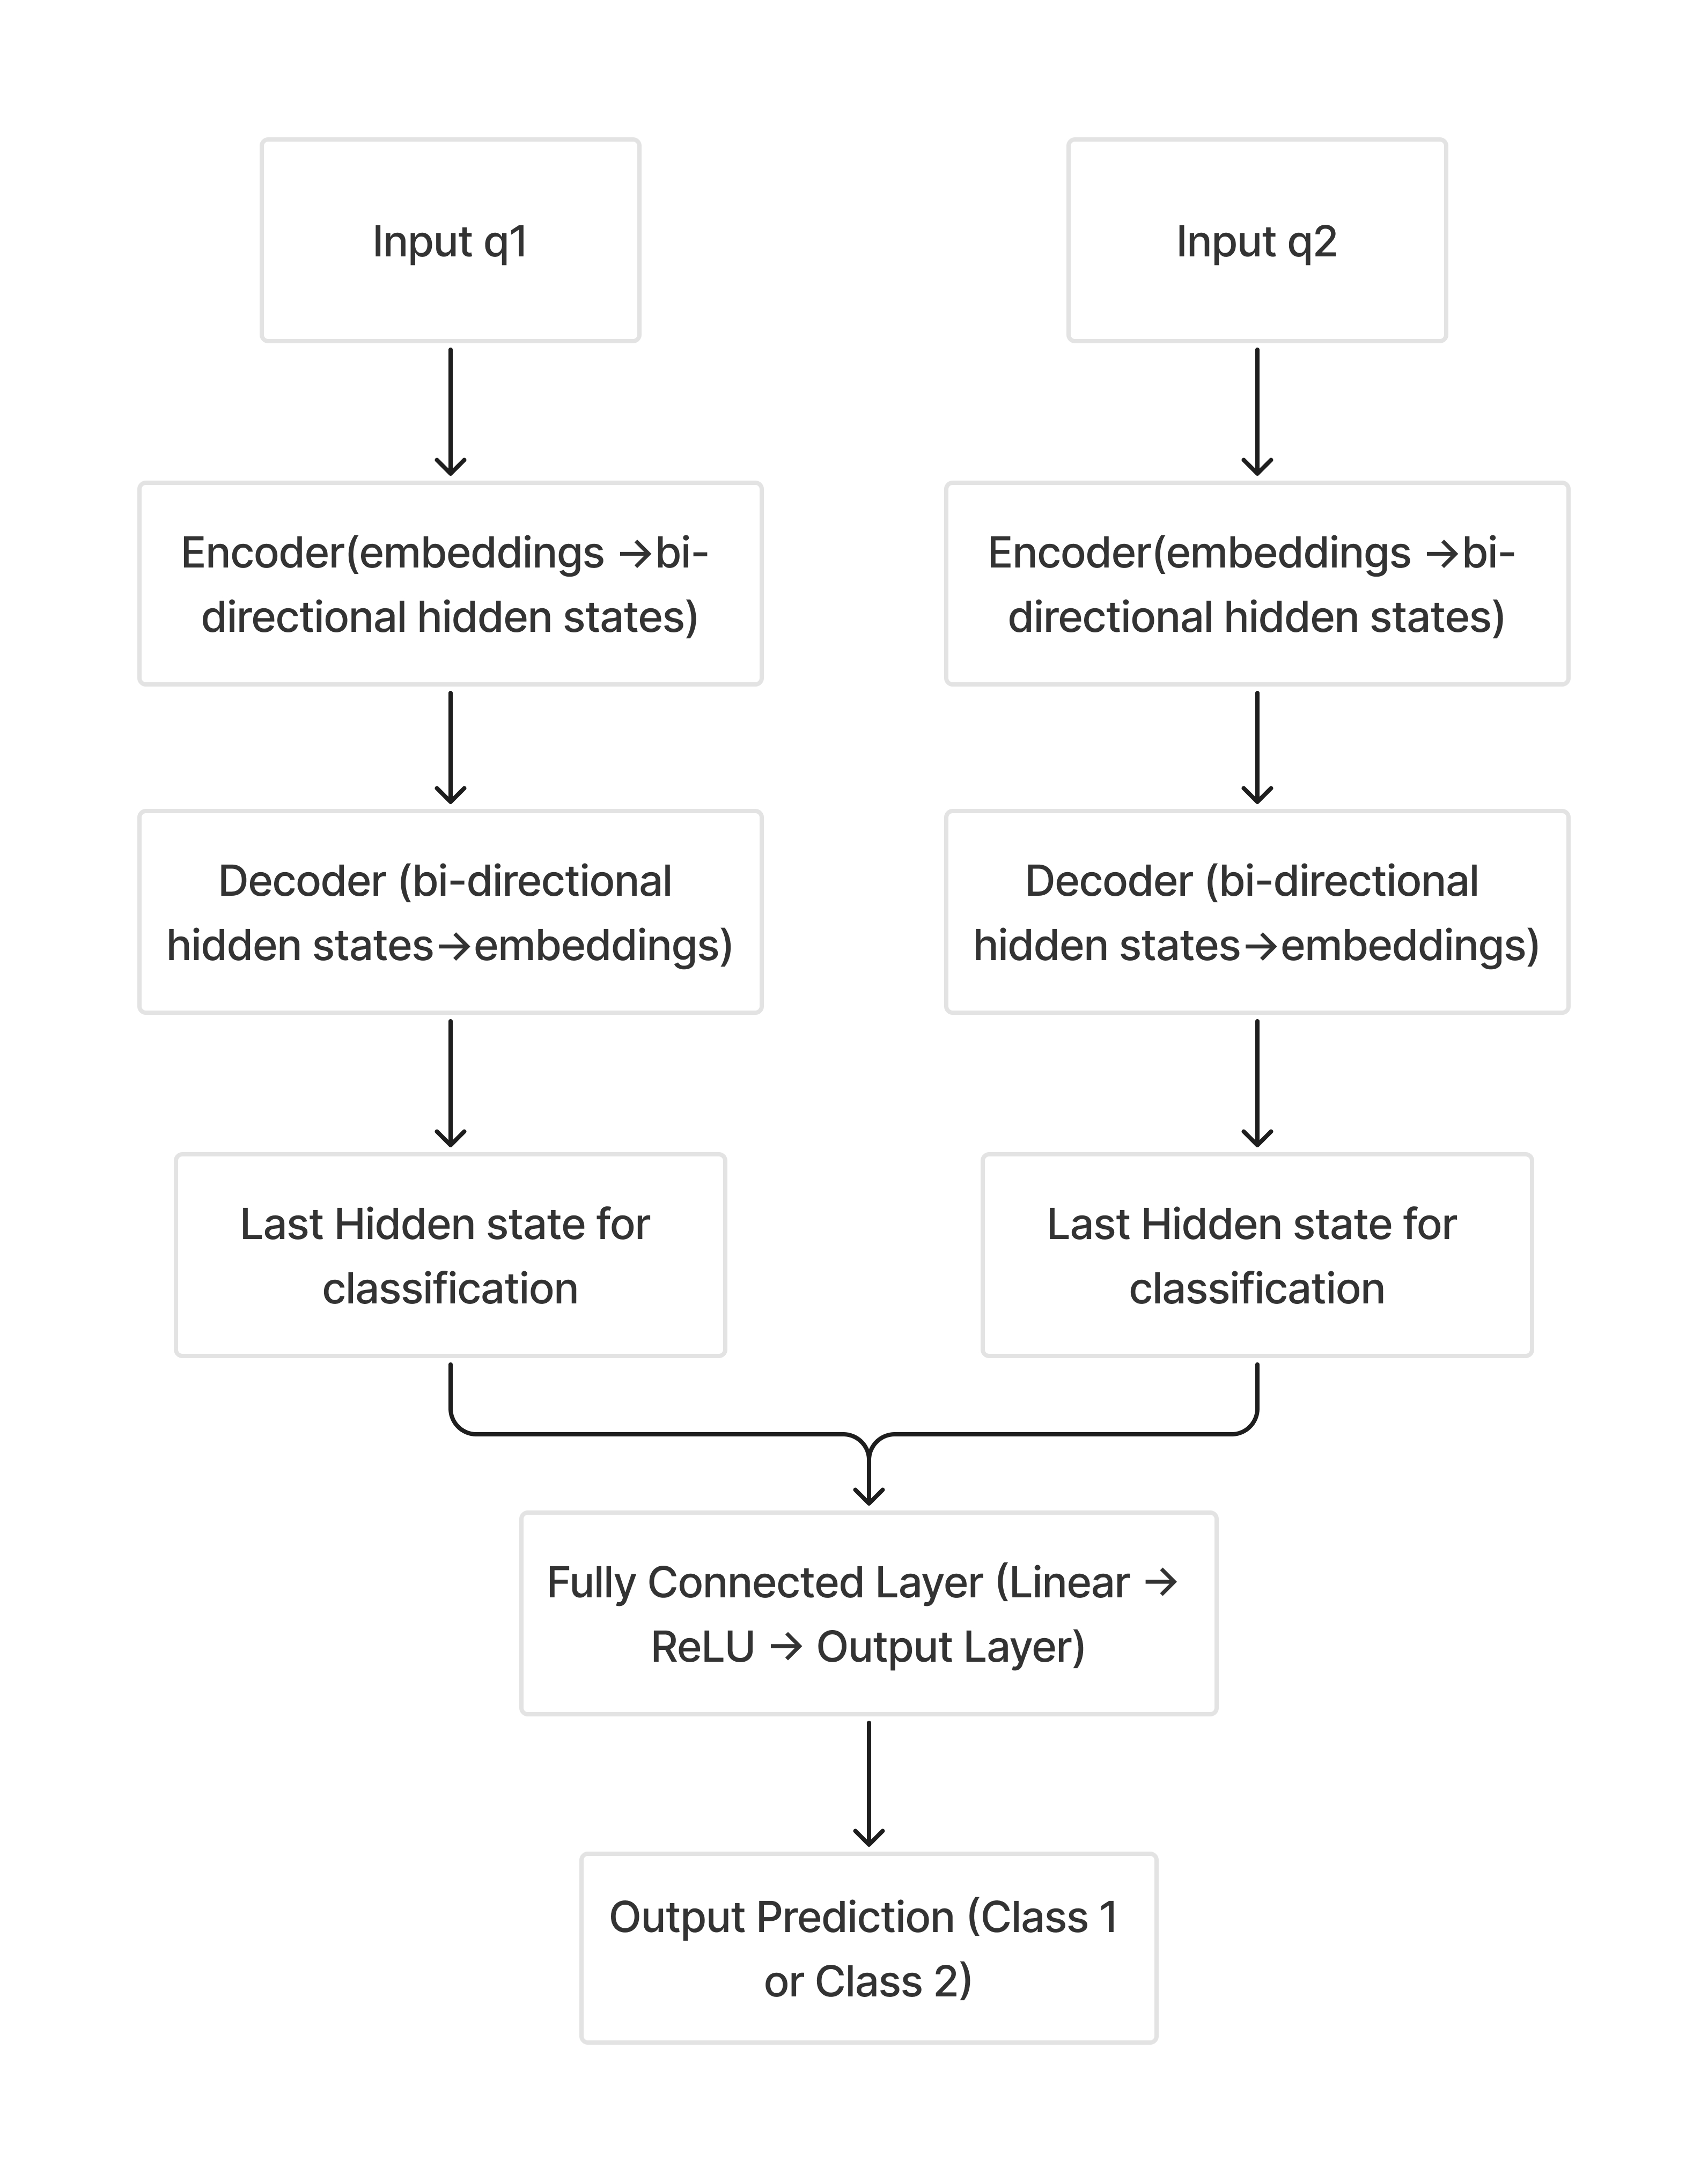 Input q1
Input q2
Encoder(embeddings →bi-
directional hidden states)
Encoder(embeddings →bi-
directional hidden states)
Decoder (bi-directional
hidden states→embeddings)
Decoder (bi-directional
hidden states→embeddings)
Last Hidden state for
classification
Last Hidden state for
classification
Fully Connected Layer (Linear →
ReLU → Output Layer)
Output Prediction (Class 1
or Class 2)